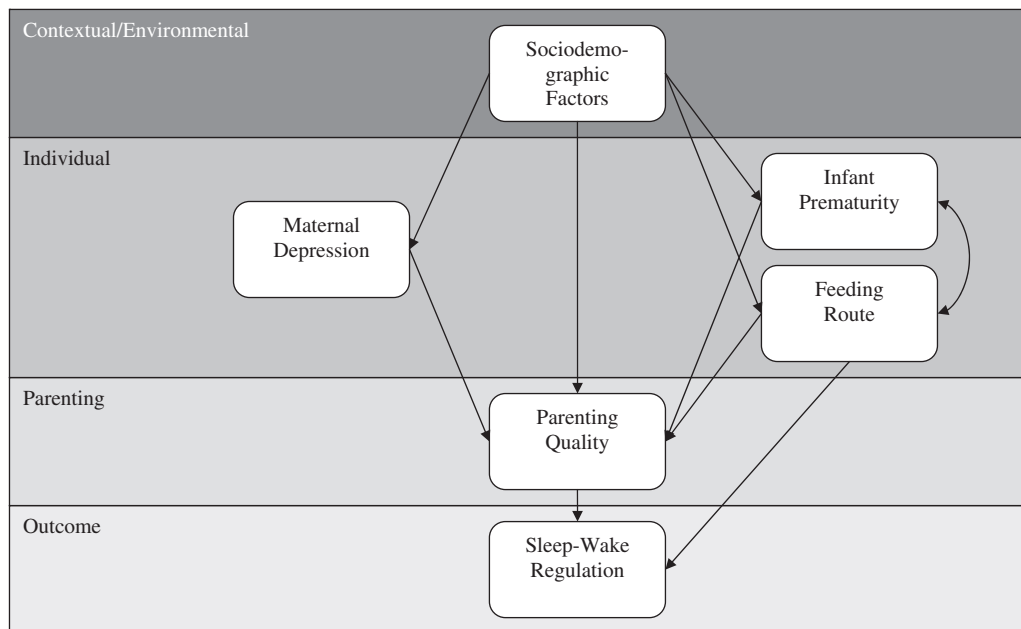 Contextual/Environmental
Sociodemo-
graphic
Factors
Individual
Infant
Prematurity
Maternal
Depression
Feeding
Route
Parenting
Parenting
Quality
Outcome
Sleep-Wake
Regulation